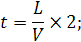 t = L/V × 2;